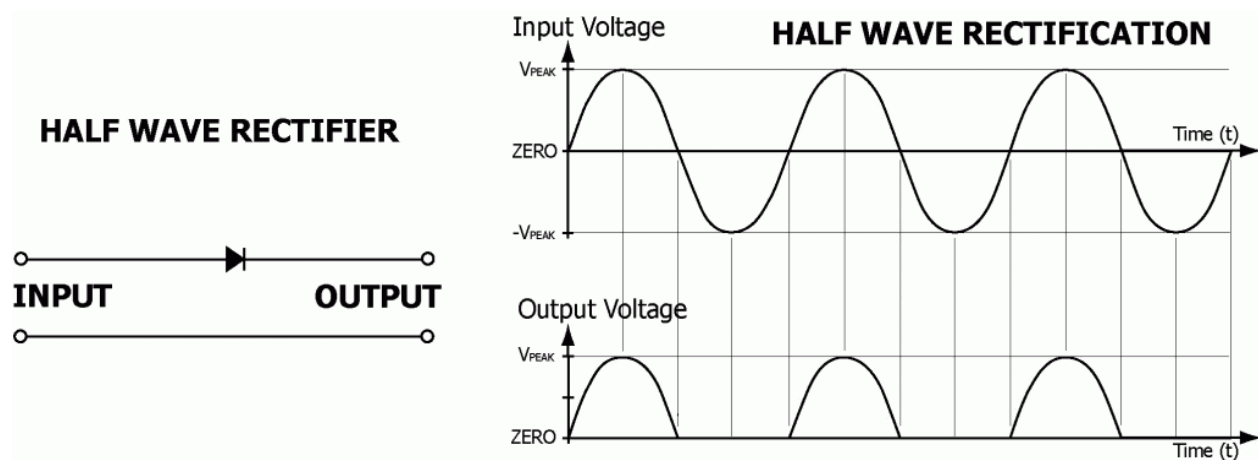 HALF WAVE RECTIFIER
INPUT
OUTPUT
HALF WAVE RECTIFICATION
Input Voltage
VPEAK
Time (t)
ZERO
-VPEAK
Output Voltage
VPEAK
ZERO
Time (t)